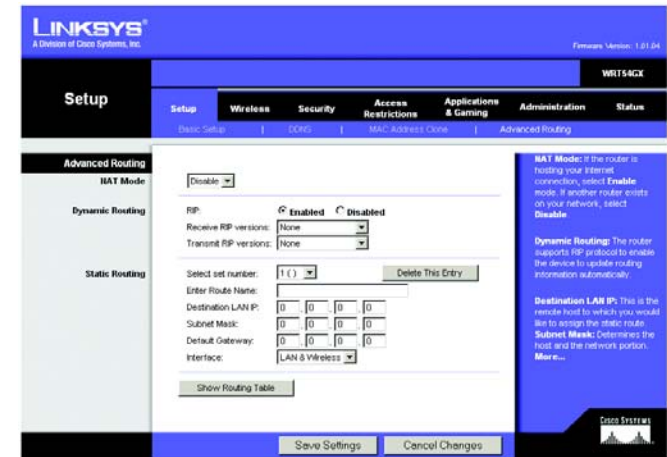 LINKSYS®
A Division of Cisco Systems, Inc.
Firmware Version: 1.01.04
WRT54GX
Setup
Setup Wireless Security Access Restrictions Applications & Gaming Administration Status
Basic Setup | DDNS | MAC Address Clone | Advanced Routing
Advanced Routing
NAT Mode
Disable
Dynamic Routing
RIP: Enabled Disabled
Receive RIP versions: None
Transmit RIP versions: None
Static Routing
Select set number: 1 ( ) Delete This Entry
Enter Route Name:
Destination LAN IP: 0 . 0 . 0 . 0
Subnet Mask: 0 . 0 . 0 . 0
Default Gateway: 0 . 0 . 0 . 0
Interface: LAN & Wireless
Show Routing Table
NAT Mode: If the router is
hosting your Internet
connection, select Enable
mode. If another router exists
on your network, select
Disable.
Dynamic Routing: The router
supports RIP protocol to enable
the device to update routing
information automatically.
Destination LAN IP: This is the
remote host to which you would
like to assign the static route.
Subnet Mask: Determines the
host and the network portion.
More...
Save Settings Cancel Changes
CISCO SYSTEMS